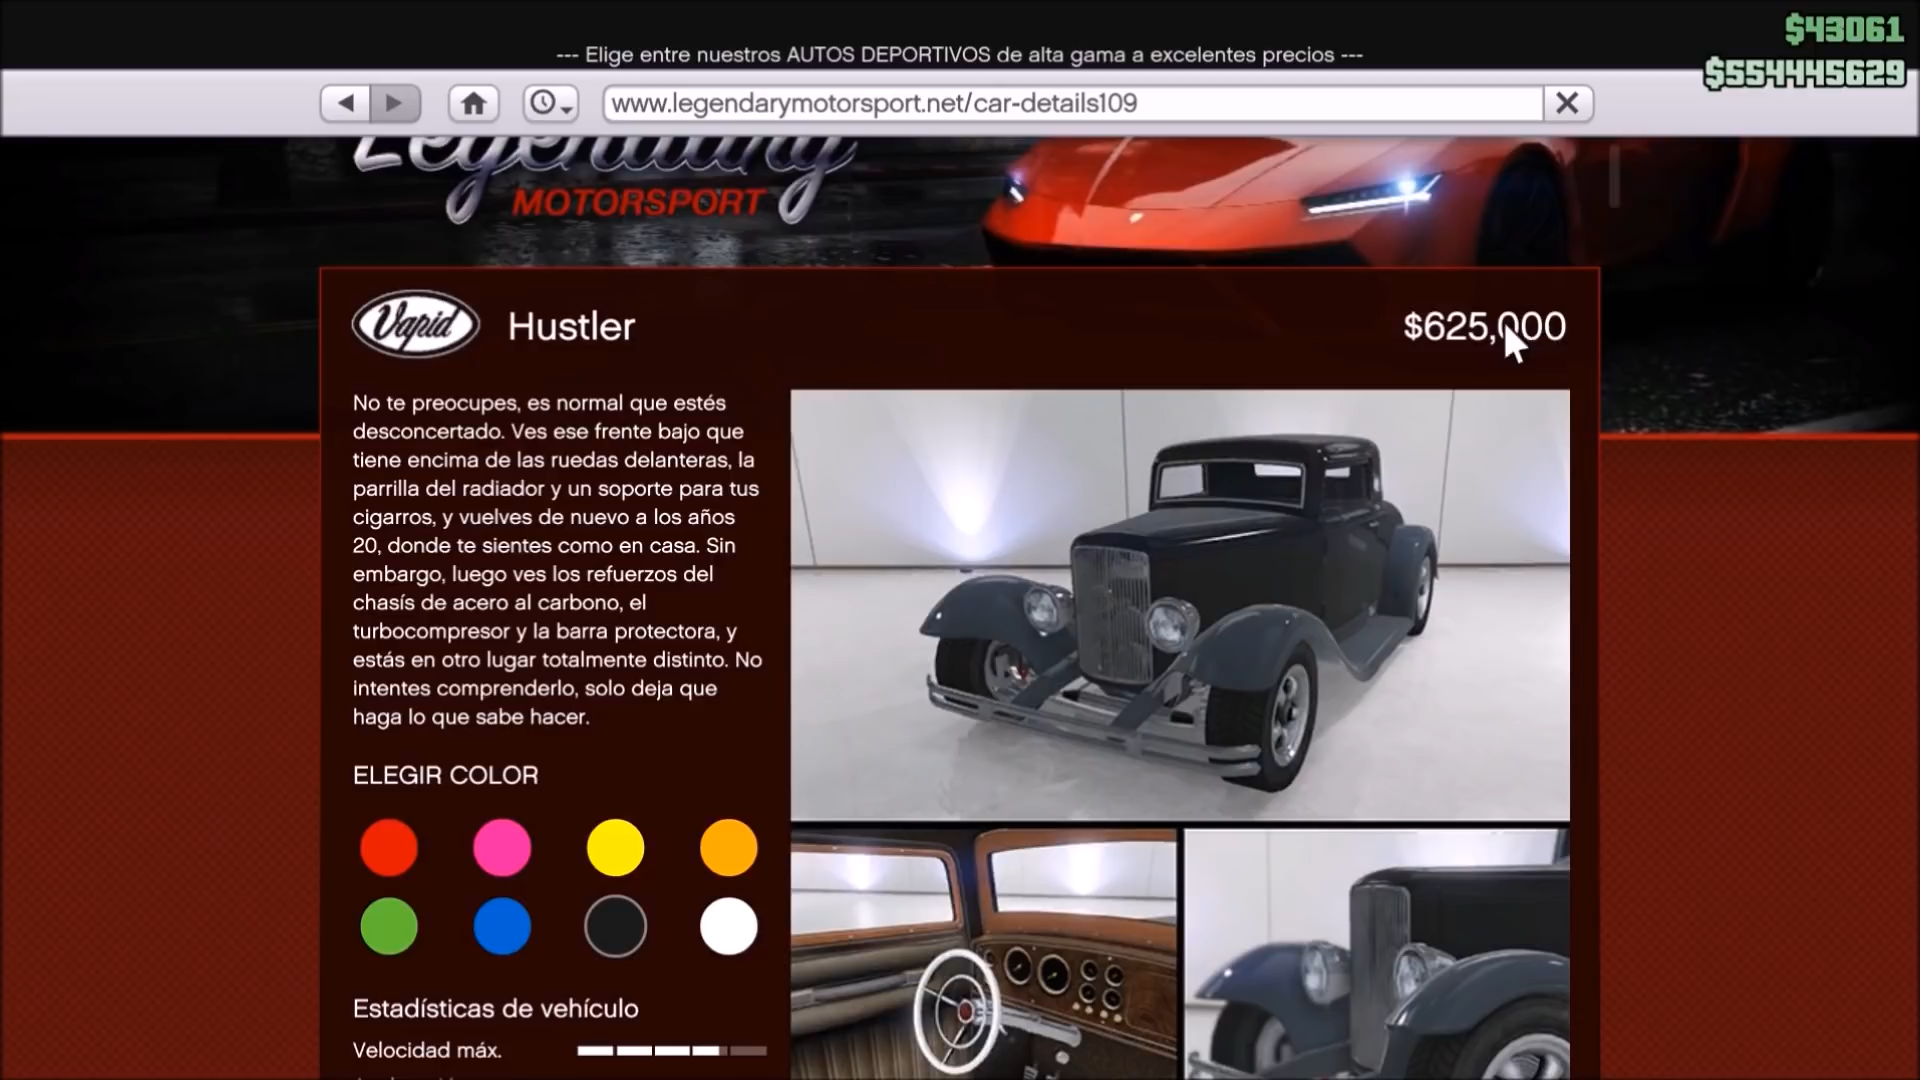 $43061
--- Elige entre nuestros AUTOS DEPORTIVOS de alta gama a excelentes precios ---
$554445629
www.legendarymotorsport.net/car-details109
Legendary
MOTORSPORT
Vapid
Hustler
$625,000
No te preocupes, es normal que estés
desconcertado. Ves ese frente bajo que
tiene encima de las ruedas delanteras, la
parrilla del radiador y un soporte para tus
cigarros, y vuelves de nuevo a los años
20, donde te sientes como en casa. Sin
embargo, luego ves los refuerzos del
chasís de acero al carbono, el
turbocompresor y la barra protectora, y
estás en otro lugar totalmente distinto. No
intentes comprenderlo, solo deja que
haga lo que sabe hacer.
ELEGIR COLOR
Estadísticas de vehículo
Velocidad máx.